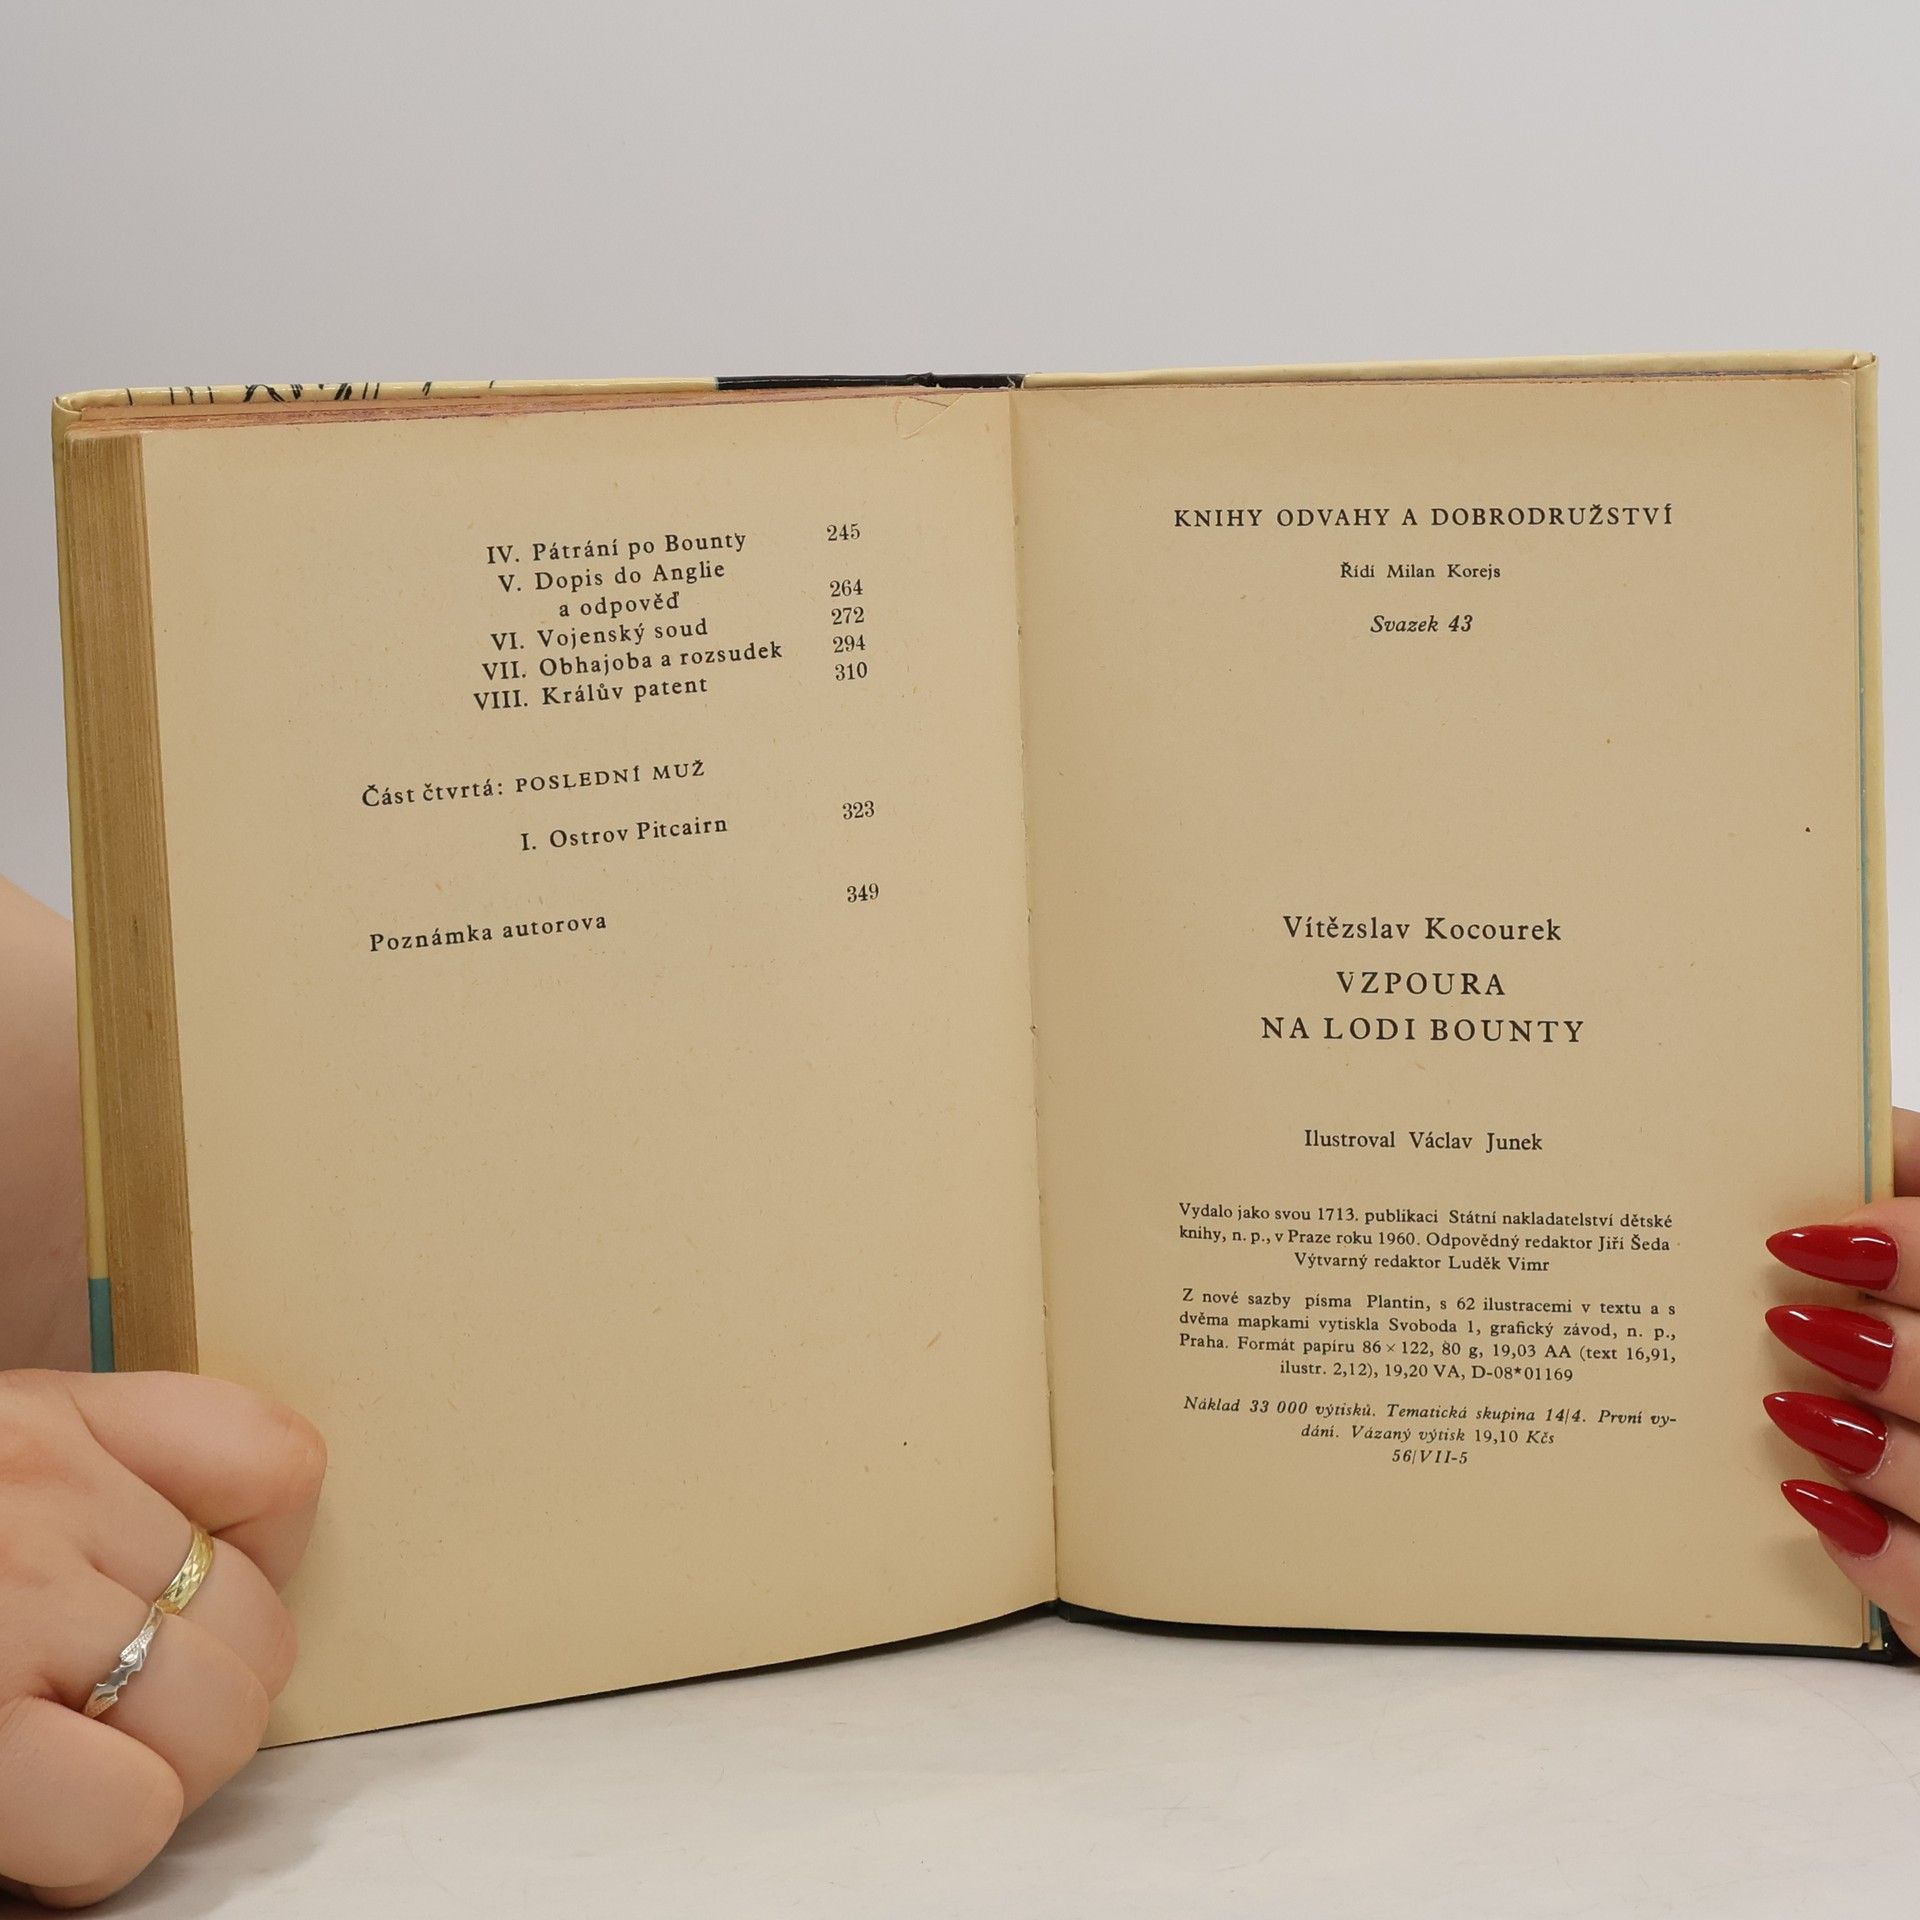 IV. Pátrání po Bounty 245
V. Dopis do Anglie
a odpověď 264
VI. Vojenský soud 272
VII. Obhajoba a rozsudek 294
VIII. Králův patent 310
Část čtvrtá: POSLEDNÍ MUŽ
I. Ostrov Pitcairn 323
Poznámka autorova 349
KNIHY ODVAHY A DOBRODRUŽSTVÍ
Řídí Milan Korejs
Svazek 43
Vítězslav Kocourek
VZPOURA
NA LODI BOUNTY
Ilustroval Václav Junek
Vydalo jako svou 1713. publikaci Státní nakladatelství dětské
knihy, n. p., v Praze roku 1960. Odpovědný redaktor Jiří Šeda
Výtvarný redaktor Luděk Vimr
Z nové sazby písma Plantin, s 62 ilustracemi v textu a s
dvěma mapkami vytiskla Svoboda 1, grafický závod, n. p.,
Praha. Formát papíru 86 × 122, 80 g, 19,03 AA (text 16,91,
ilustr. 2,12), 19,20 VA, D-08*01169
Náklad 33 000 výtisků. Tematická skupina 14/4. První vy-
dání. Vázaný výtisk 19,10 Kčs
56/VII-5